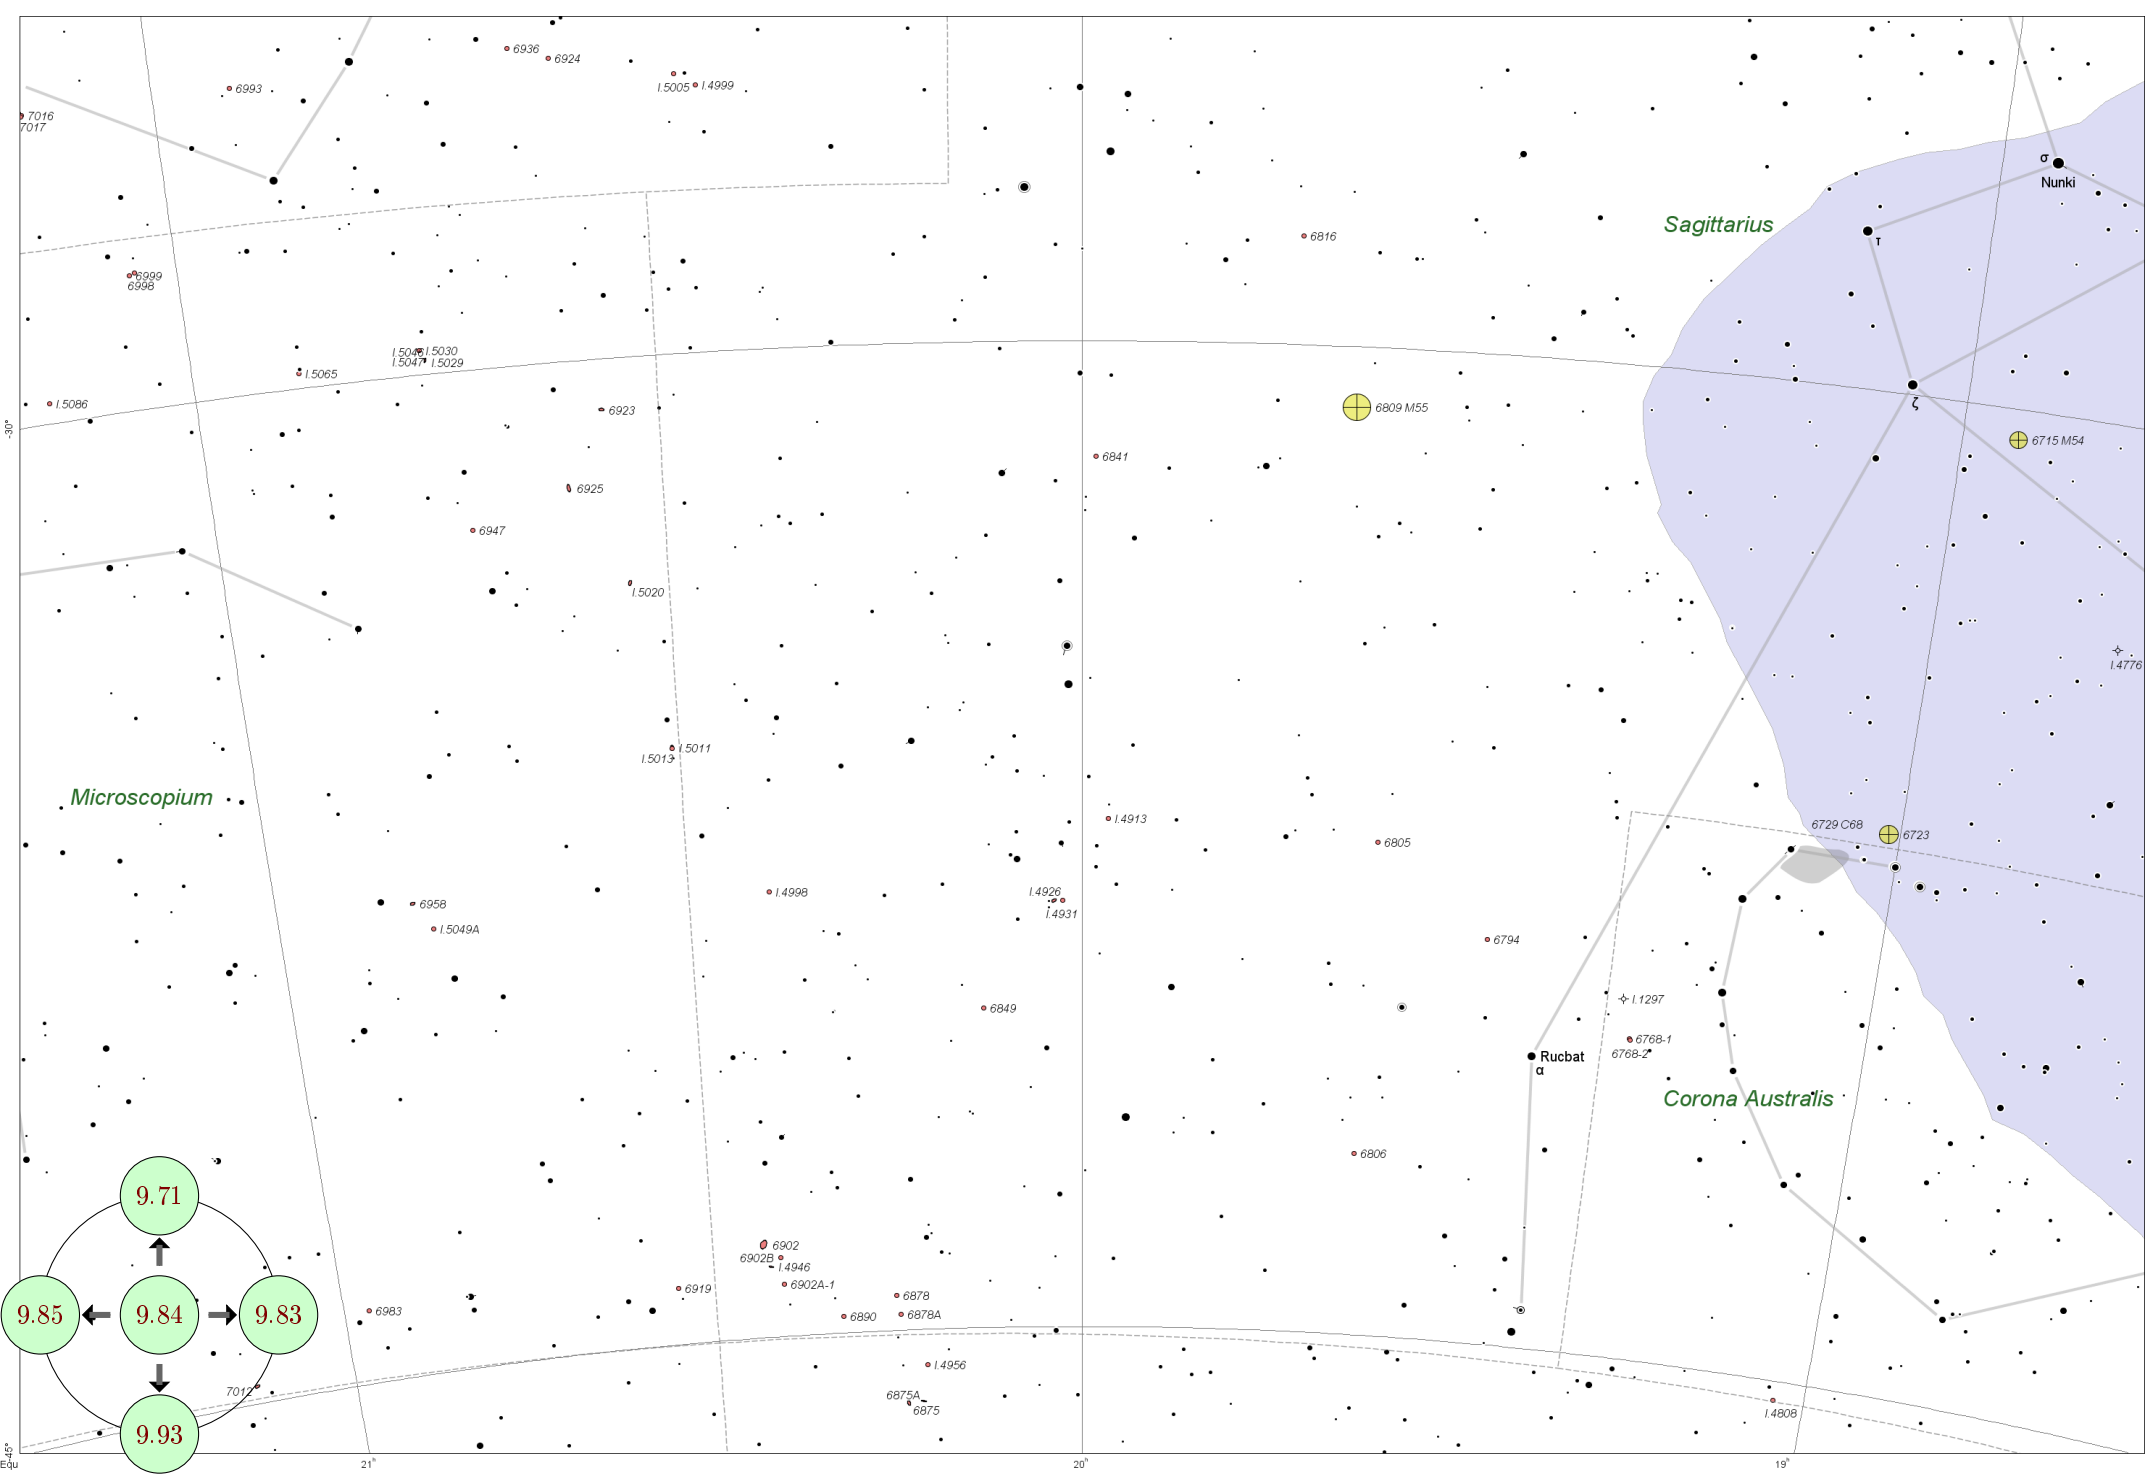 6936
6924
I.5005
I.4999
6993
7016
7017
σ
Nunki
Sagittarius
τ
6816
6999
6998
I.5046
I.5030
I.5047
I.5029
I.5065
I.5086
6923
6809 M55
ζ
-30°
6715 M54
6841
6925
6947
I.5020
I.4776
I.5011
I.5013
Microscopium
I.4913
6729 C68
6723
6805
I.4998
I.4926
I.4931
6958
I.5049A
6794
I.1297
6849
6768-1
6768-2
Rucbat
α
Corona Australis
6806
9.71
6902
6902B
I.4946
6902A-1
6919
6878
6878A
6890
6983
9.85
9.84
9.83
I.4956
7012
6875A
6875
I.4808
9.93
-45°
Equ
21h
20h
19h